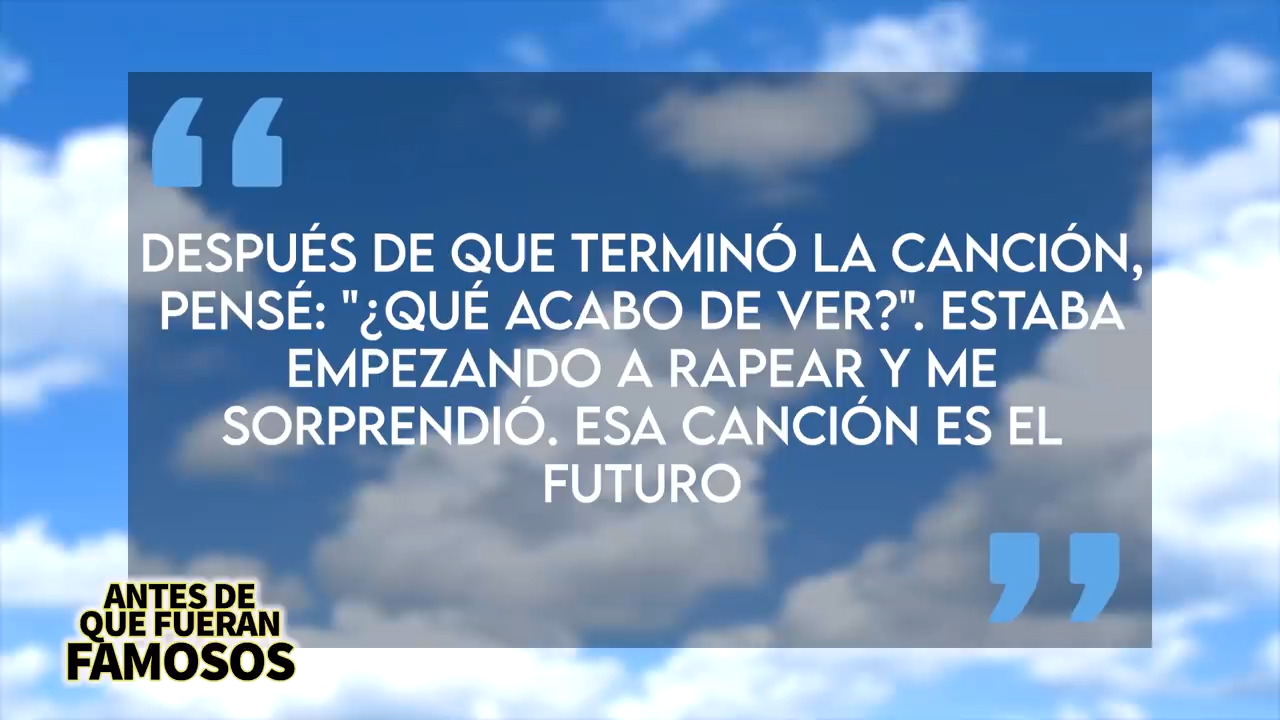 DESPUÉS DE QUE TERMINÓ LA CANCIÓN,
PENSÉ: "¿QUÉ ACABO DE VER?". ESTABA
EMPEZANDO A RAPEAR Y ME
SORPRENDIÓ. ESA CANCIÓN ES EL
FUTURO
ANTES DE
QUE FUERAN
FAMOSOS